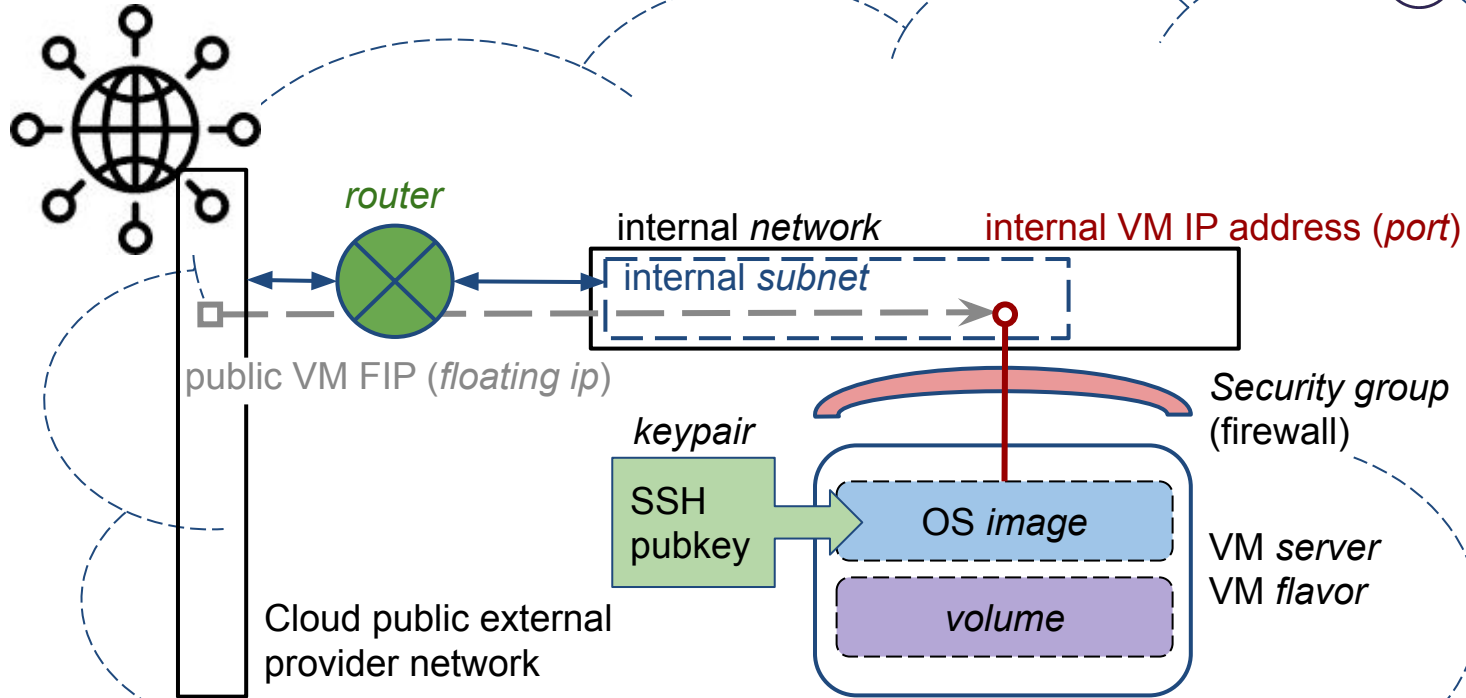 router
internal network
internal VM IP address (port)
internal subnet
public VM FIP (floating ip)
Security group
(firewall)
keypair
SSH
pubkey
OS image
VM server
VM flavor
volume
Cloud public external
provider network